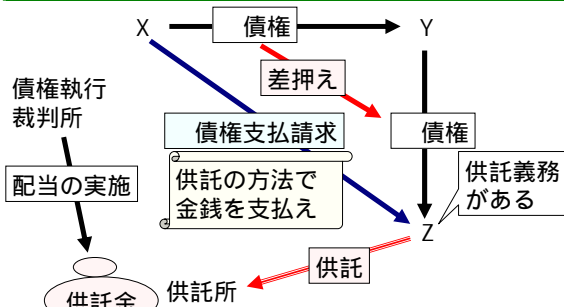 X
債権
Y
差押え
債権執行
裁判所
債権支払請求
債権
配当の実施
供託の方法で
金銭を支払え
供託義務
がある
Z
供託
供託所
供託金